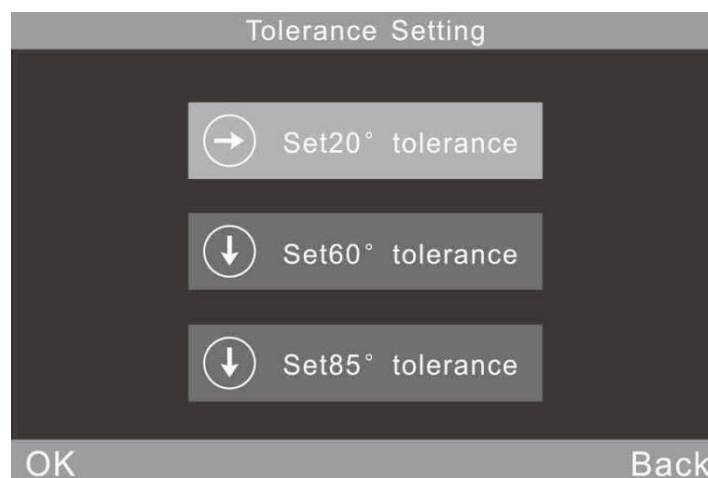 Tolerance Setting
Set20° tolerance
Set60° tolerance
Set85° tolerance
OK Back